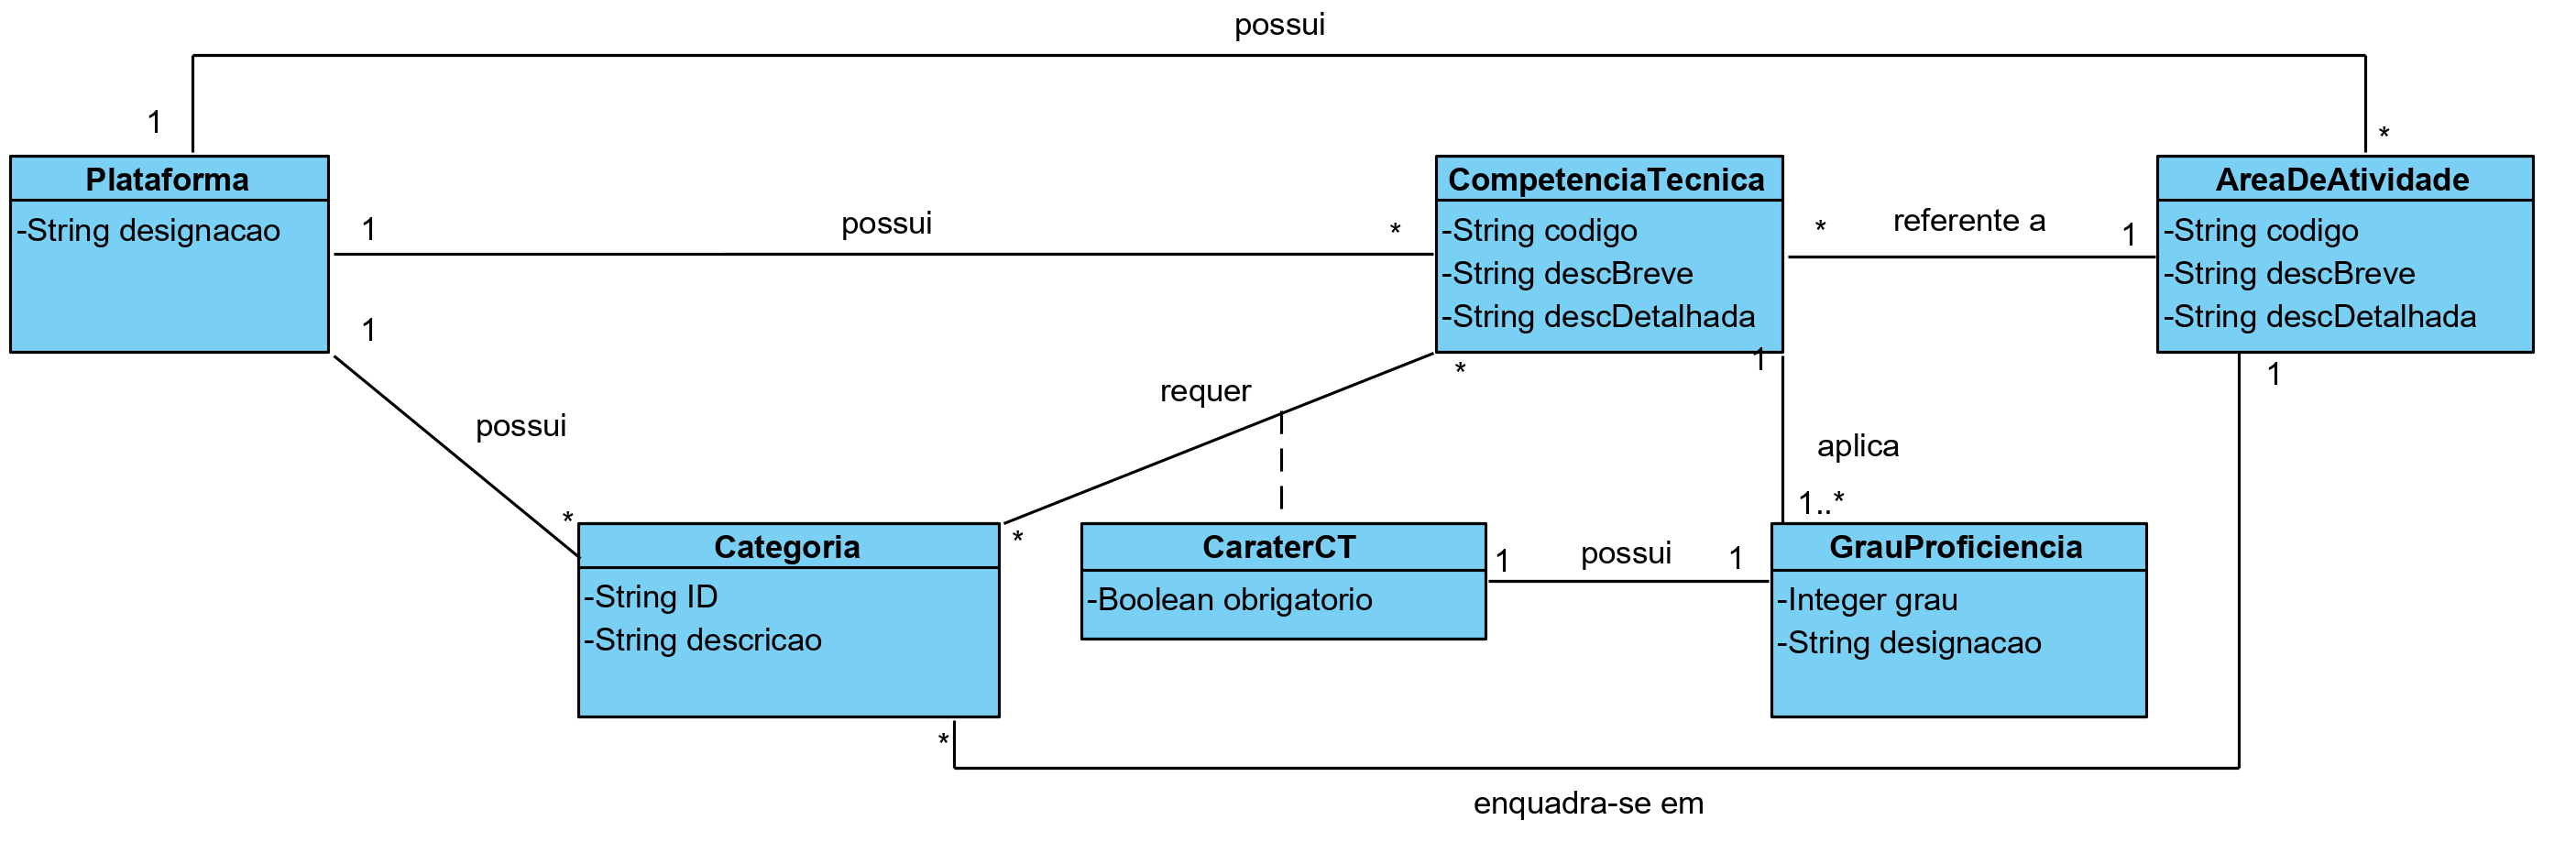 possui
1
*
Plataforma
-String designacao
1
possui
*
CompetenciaTecnica
-String codigo
-String descBreve
-String descDetalhada
*
referente a
1
AreaDeAtividade
-String codigo
-String descBreve
-String descDetalhada
1
possui
*
*
requer
*
1
aplica
1..*
1
Categoria
-String ID
-String descricao
CaraterCT
-Boolean obrigatorio
1
possui
1
GrauProficiencia
-Integer grau
-String designacao
*
enquadra-se em